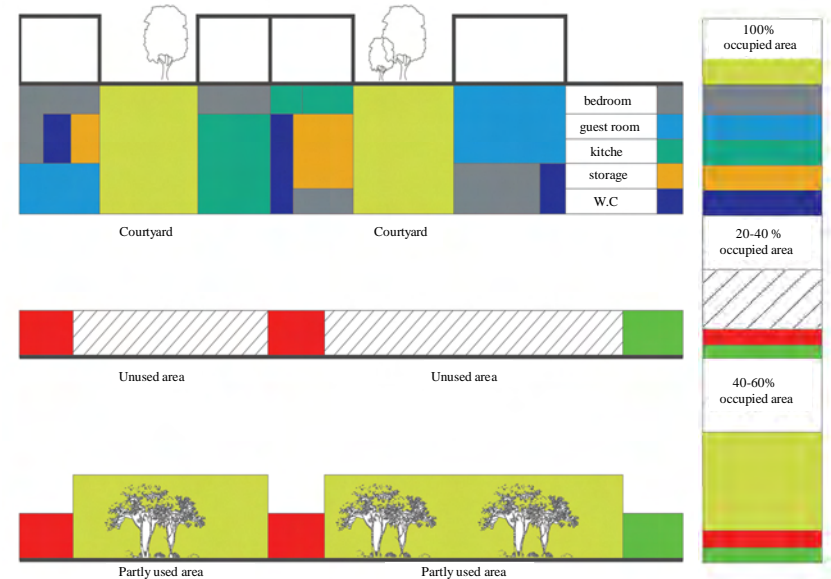 100%
occupied area
bedroom
guest room
kitche
storage
W.C
Courtyard
Courtyard
20-40 %
occupied area
Unused area
Unused area
40-60%
occupied area
Partly used area
Partly used area